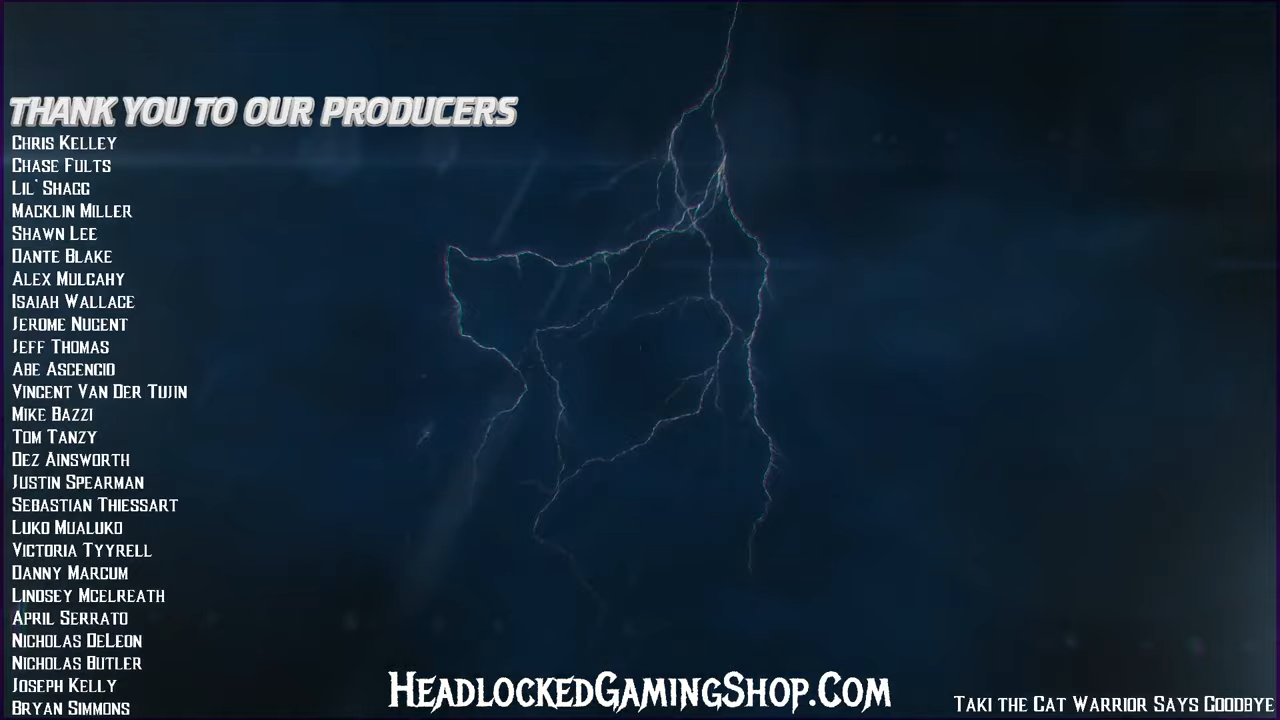 THANK YOU TO OUR PRODUCERS
CHRIS KELLEY
CHASE FULTS
LIL' SHAGG
MACKLIN MILLER
SHAWN LEE
DANTE BLAKE
ALEX MULCAHY
ISAIAH WALLACE
JEROME NUGENT
JEFF THOMAS
ABE ASCENCIO
VINCENT VAN DER TUIJN
MIKE BAZZI
TOM TANZY
DEZ AINSWORTH
JUSTIN SPEARMAN
SEBASTIAN THIESSART
LUKO MUALUKO
VICTORIA TYYRELL
DANNY MARCUM
LINDSEY MCELREATH
APRIL SERRATO
NICHOLAS DELEON
NICHOLAS BUTLER
JOSEPH KELLY
BRYAN SIMMONS
HEADLOCKEDGAMINGSHOP.COM
TAKI THE CAT WARRIOR SAYS GOODBYE